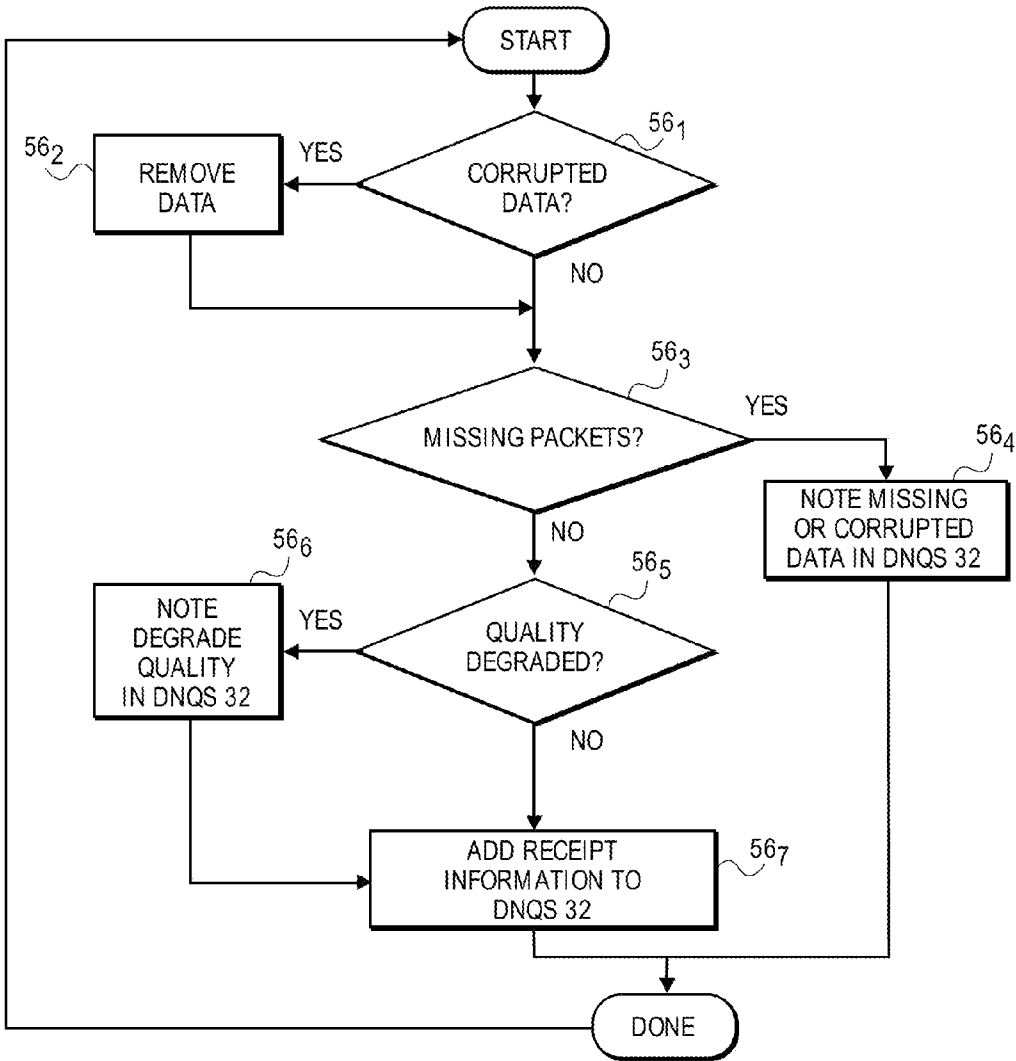 START
56₁
CORRUPTED
DATA?
YES
56₂
REMOVE
DATA
NO
56₃
MISSING PACKETS?
YES
56₄
NOTE MISSING
OR CORRUPTED
DATA IN DNQS 32
NO
56₅
QUALITY
DEGRADED?
YES
56₆
NOTE
DEGRADE
QUALITY
IN DNQS 32
NO
56₇
ADD RECEIPT
INFORMATION TO
DNQS 32
DONE